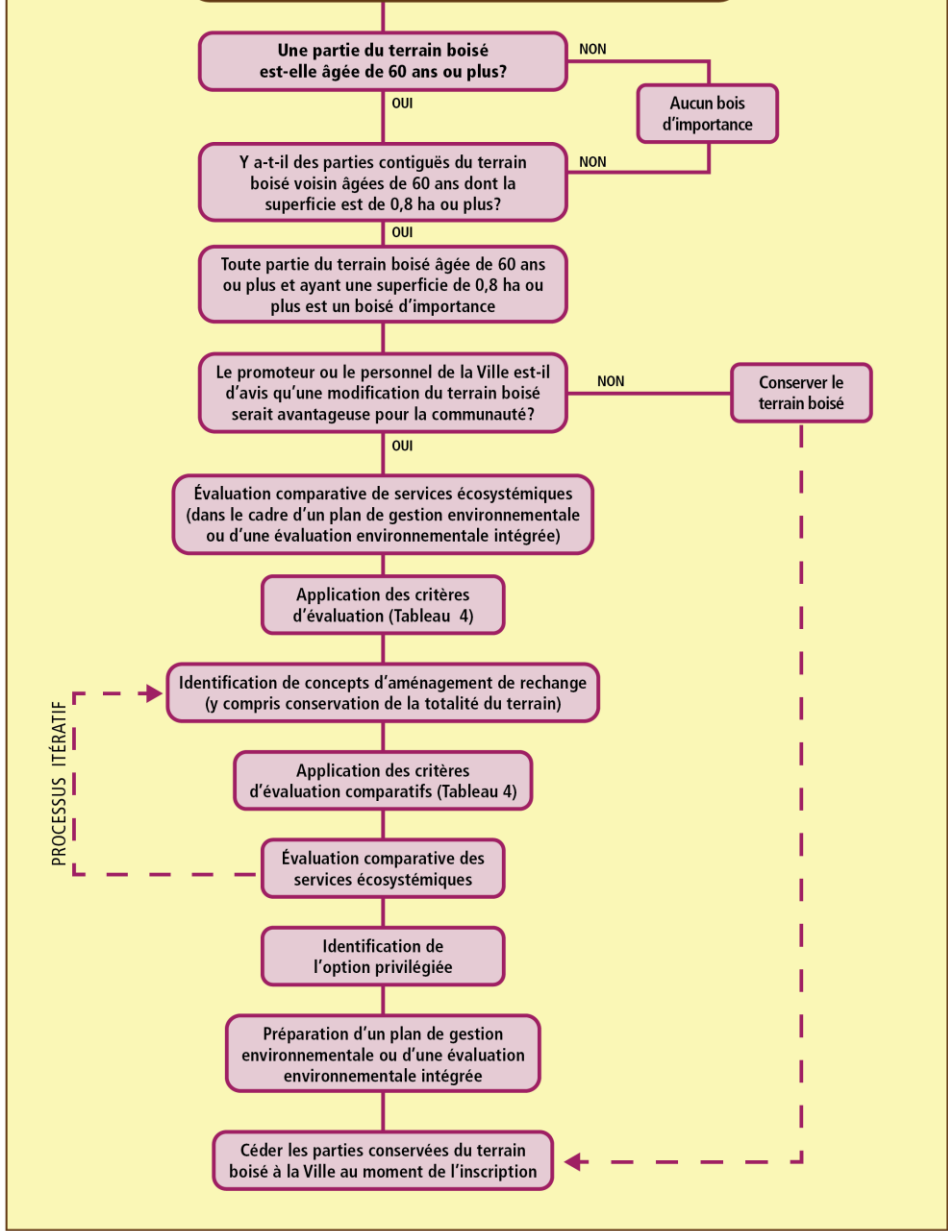 Une partie du terrain boisé
est-elle âgée de 60 ans ou plus?
NON
OUI
Aucun bois
d'importance
Y a-t-il des parties contiguës du terrain
boisé voisin âgées de 60 ans dont la
superficie est de 0,8 ha ou plus?
NON
OUI
Toute partie du terrain boisé âgée de 60 ans
ou plus et ayant une superficie de 0,8 ha ou
plus est un boisé d'importance
Le promoteur ou le personnel de la Ville est-il
d'avis qu'une modification du terrain boisé
serait avantageuse pour la communauté?
NON
Conserver le
terrain boisé
OUI
Évaluation comparative de services écosystémiques
(dans le cadre d'un plan de gestion environnementale
ou d'une évaluation environnementale intégrée)
Application des critères
d'évaluation (Tableau 4)
Identification de concepts d'aménagement de rechange
(y compris conservation de la totalité du terrain)
PROCESSUS ITÉRATIF
Application des critères
d'évaluation comparatifs (Tableau 4)
Évaluation comparative des
services écosystémiques
Identification de
l'option privilégiée
Préparation d'un plan de gestion
environnementale ou d'une évaluation
environnementale intégrée
Céder les parties conservées du terrain
boisé à la Ville au moment de l'inscription